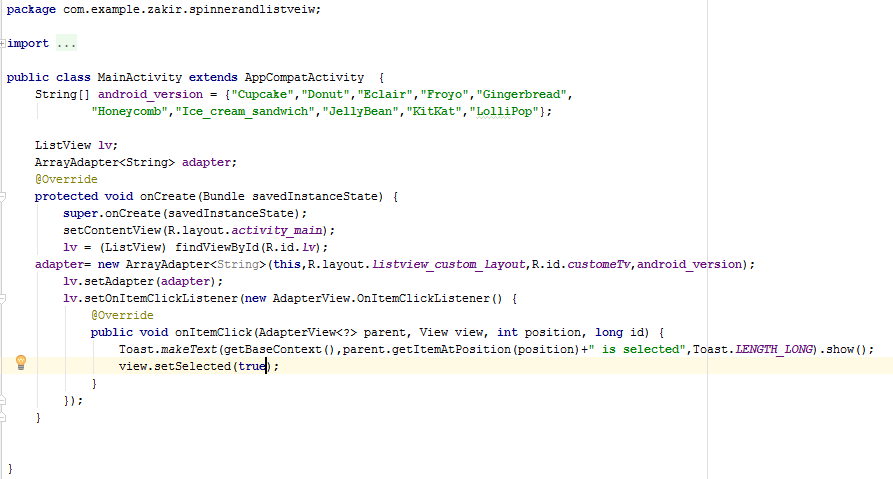 package com.example.zakir.spinnerandlistveiw;
import ...
public class MainActivity extends AppCompatActivity  {
    String[] android_version = {"Cupcake","Donut","Eclair","Froyo","Gingerbread",
            "Honeycomb","Ice_cream_sandwich","JellyBean","KitKat","LolliPop"};
    ListView lv;
    ArrayAdapter<String> adapter;
    @Override
    protected void onCreate(Bundle savedInstanceState) {
        super.onCreate(savedInstanceState);
        setContentView(R.layout.activity_main);
        lv = (ListView) findViewById(R.id.lv);
    adapter= new ArrayAdapter<String>(this,R.layout.listview_custom_layout,R.id.customeTv,android_version);
        lv.setAdapter(adapter);
        lv.setOnItemClickListener(new AdapterView.OnItemClickListener() {
            @Override
            public void onItemClick(AdapterView<?> parent, View view, int position, long id) {
                Toast.makeText(getBaseContext(),parent.getItemAtPosition(position)+" is selected",Toast.LENGTH_LONG).show();
                view.setSelected(true);
            }
        });
    }
}